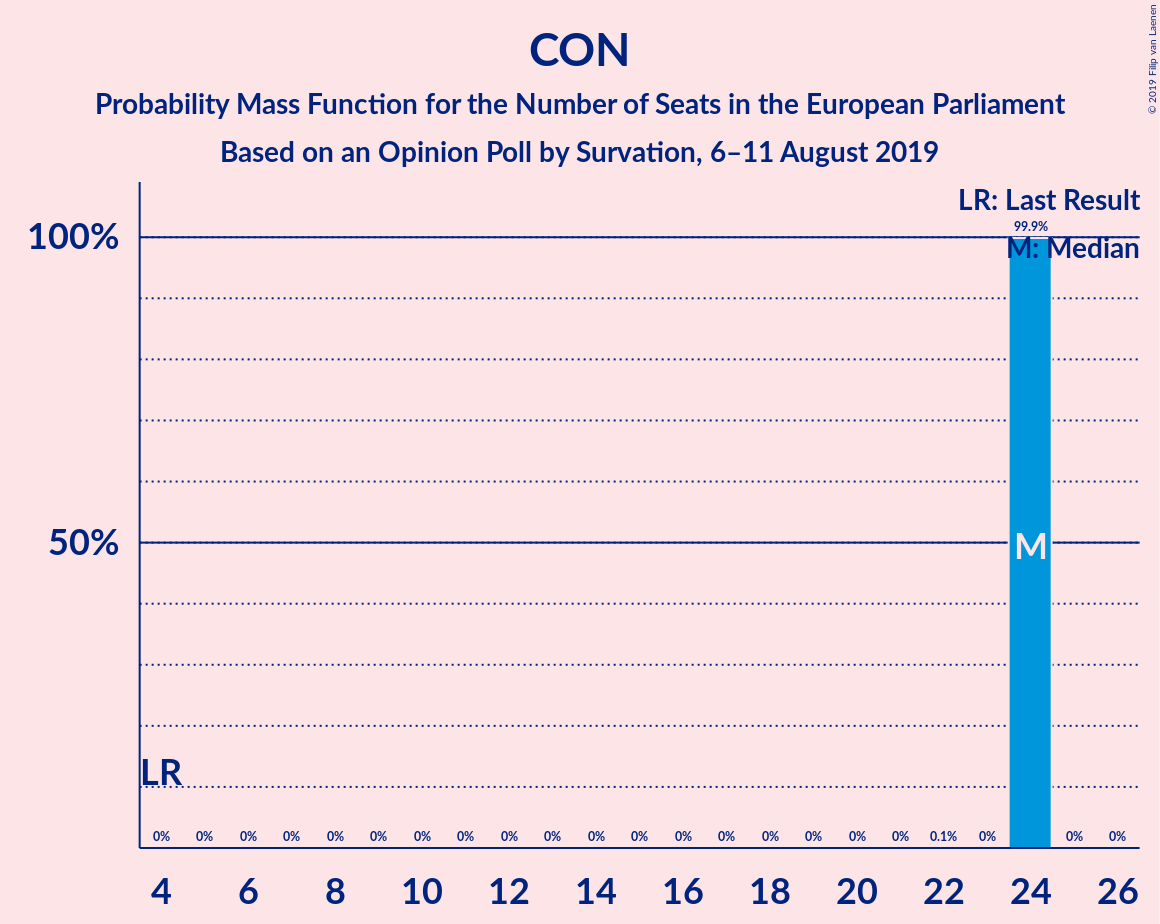 CON
Probability Mass Function for the Number of Seats in the European Parliament
Based on an Opinion Poll by Survation, 6–11 August 2019
© 2019 Filip van Laenen
LR: Last Result
99.9%
100%
M: Median
50%
M
LR
0% 0% 0% 0% 0% 0% 0% 0% 0% 0% 0% 0% 0% 0% 0% 0% 0% 0% 0.1% 0% 0% 0%
4 6 8 10 12 14 16 18 20 22 24 26